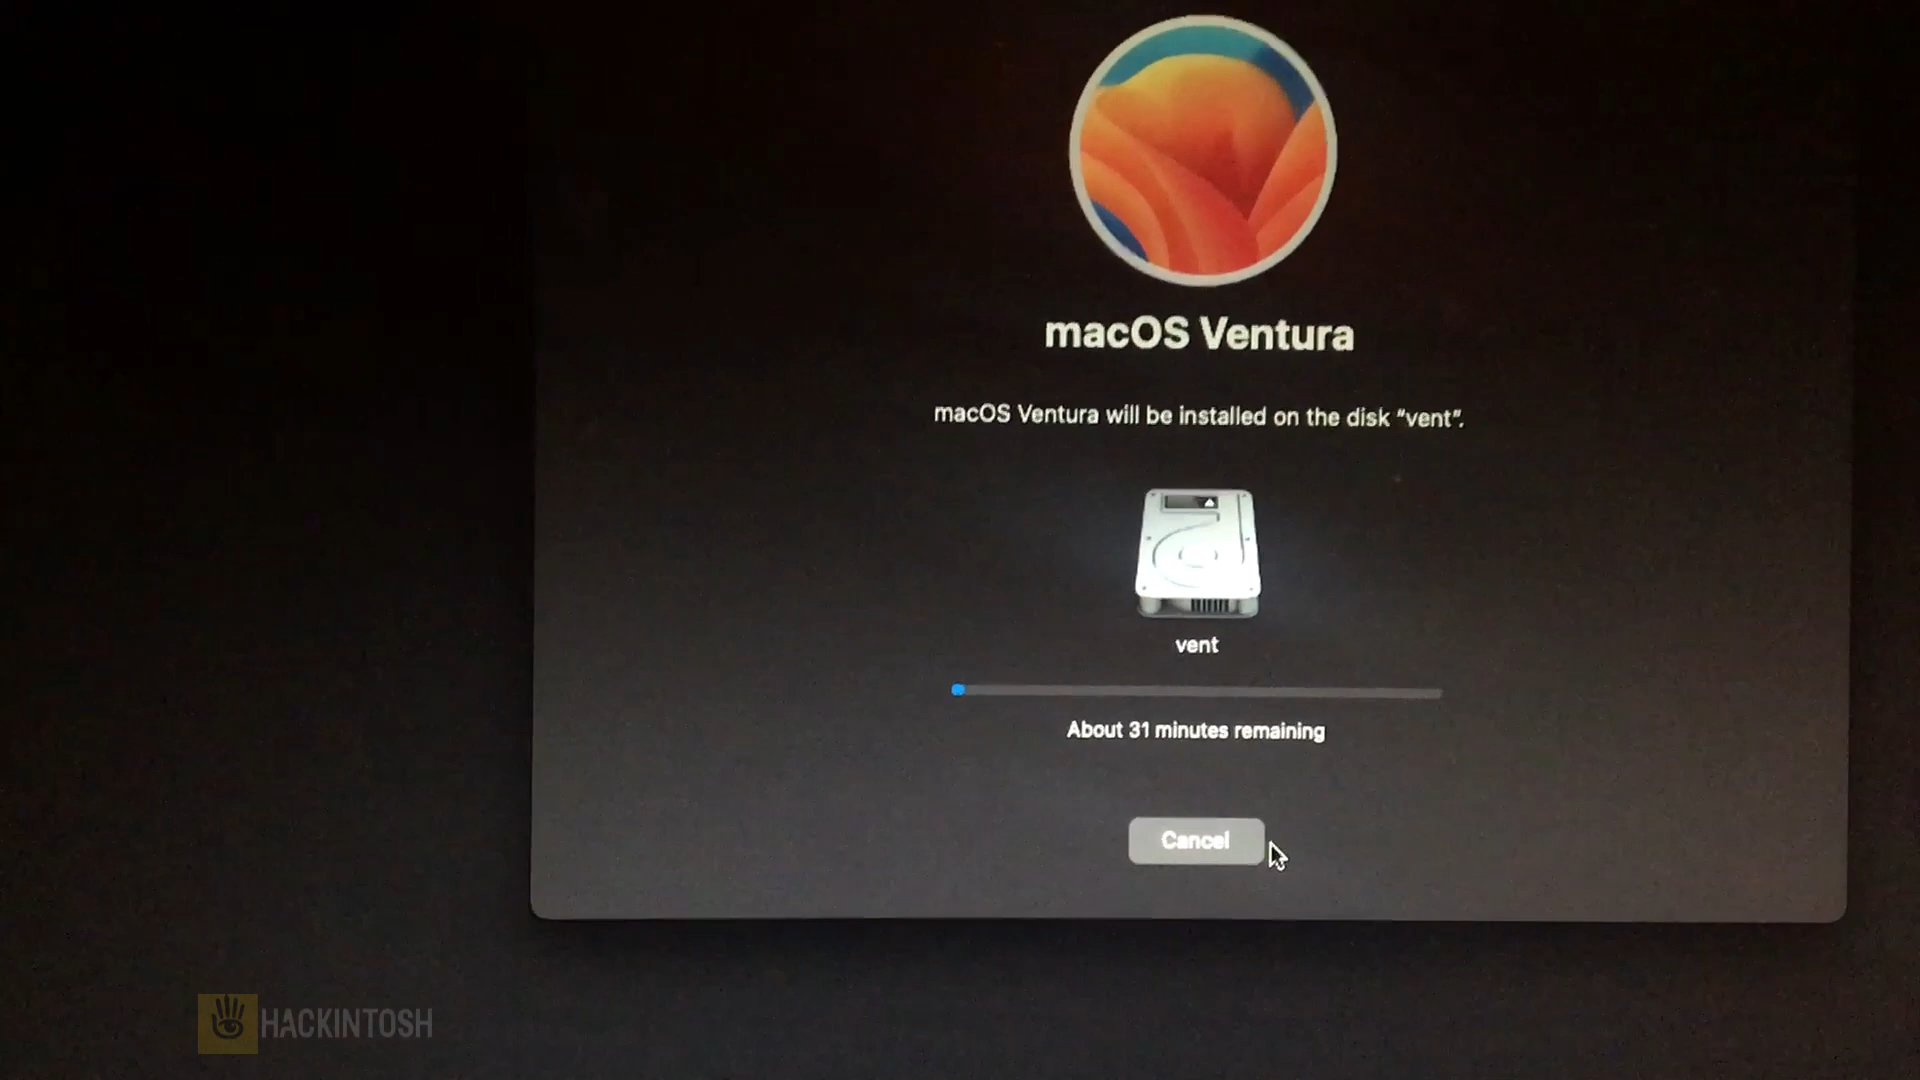 macOS Ventura
macOS Ventura will be installed on the disk “vent”.
vent
About 31 minutes remaining
Cancel
HACKINTOSH